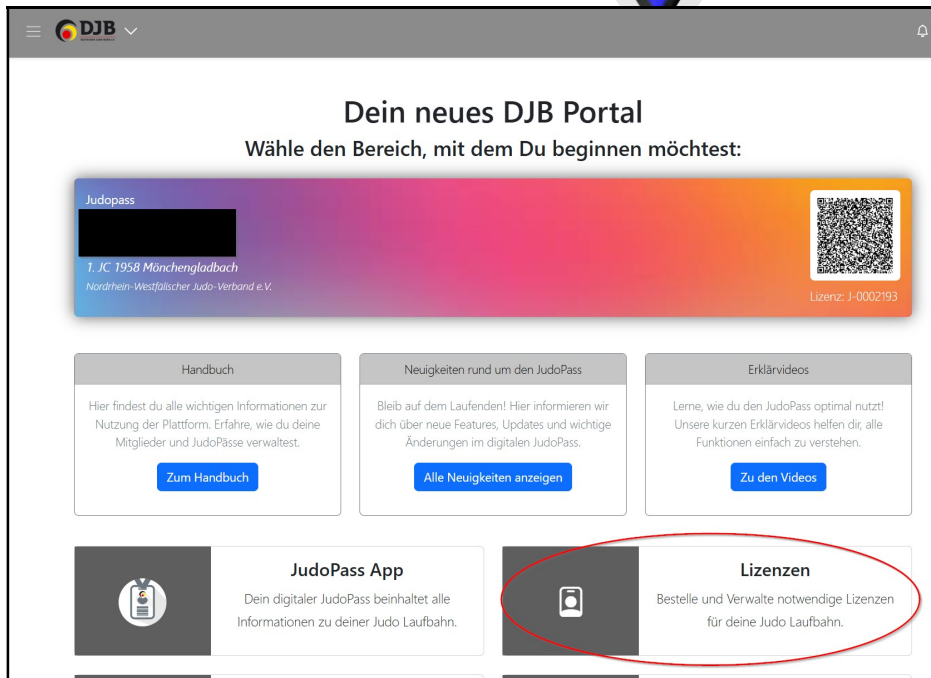 DJB
Dein neues DJB Portal
Wähle den Bereich, mit dem Du beginnen möchtest:
Judopass
1. JC 1958 Mönchengladbach
Nordrhein-Westfälischer Judo-Verband e.V.
Lizenz: J-0002193
Handbuch
Hier findest du alle wichtigen Informationen zur
Nutzung der Plattform. Erfahre, wie du deine
Mitglieder und JudoPässe verwaltest.
Zum Handbuch
Neuigkeiten rund um den JudoPass
Bleib auf dem Laufenden! Hier informieren wir
dich über neue Features, Updates und wichtige
Änderungen im digitalen JudoPass.
Alle Neuigkeiten anzeigen
Erklärvideos
Lerne, wie du den JudoPass optimal nutzt!
Unsere kurzen Erklärvideos helfen dir, alle
Funktionen einfach zu verstehen.
Zu den Videos
JudoPass App
Dein digitaler JudoPass beinhaltet alle
Informationen zu deiner Judo Laufbahn.
Lizenzen
Bestelle und Verwalte notwendige Lizenzen
für deine Judo Laufbahn.